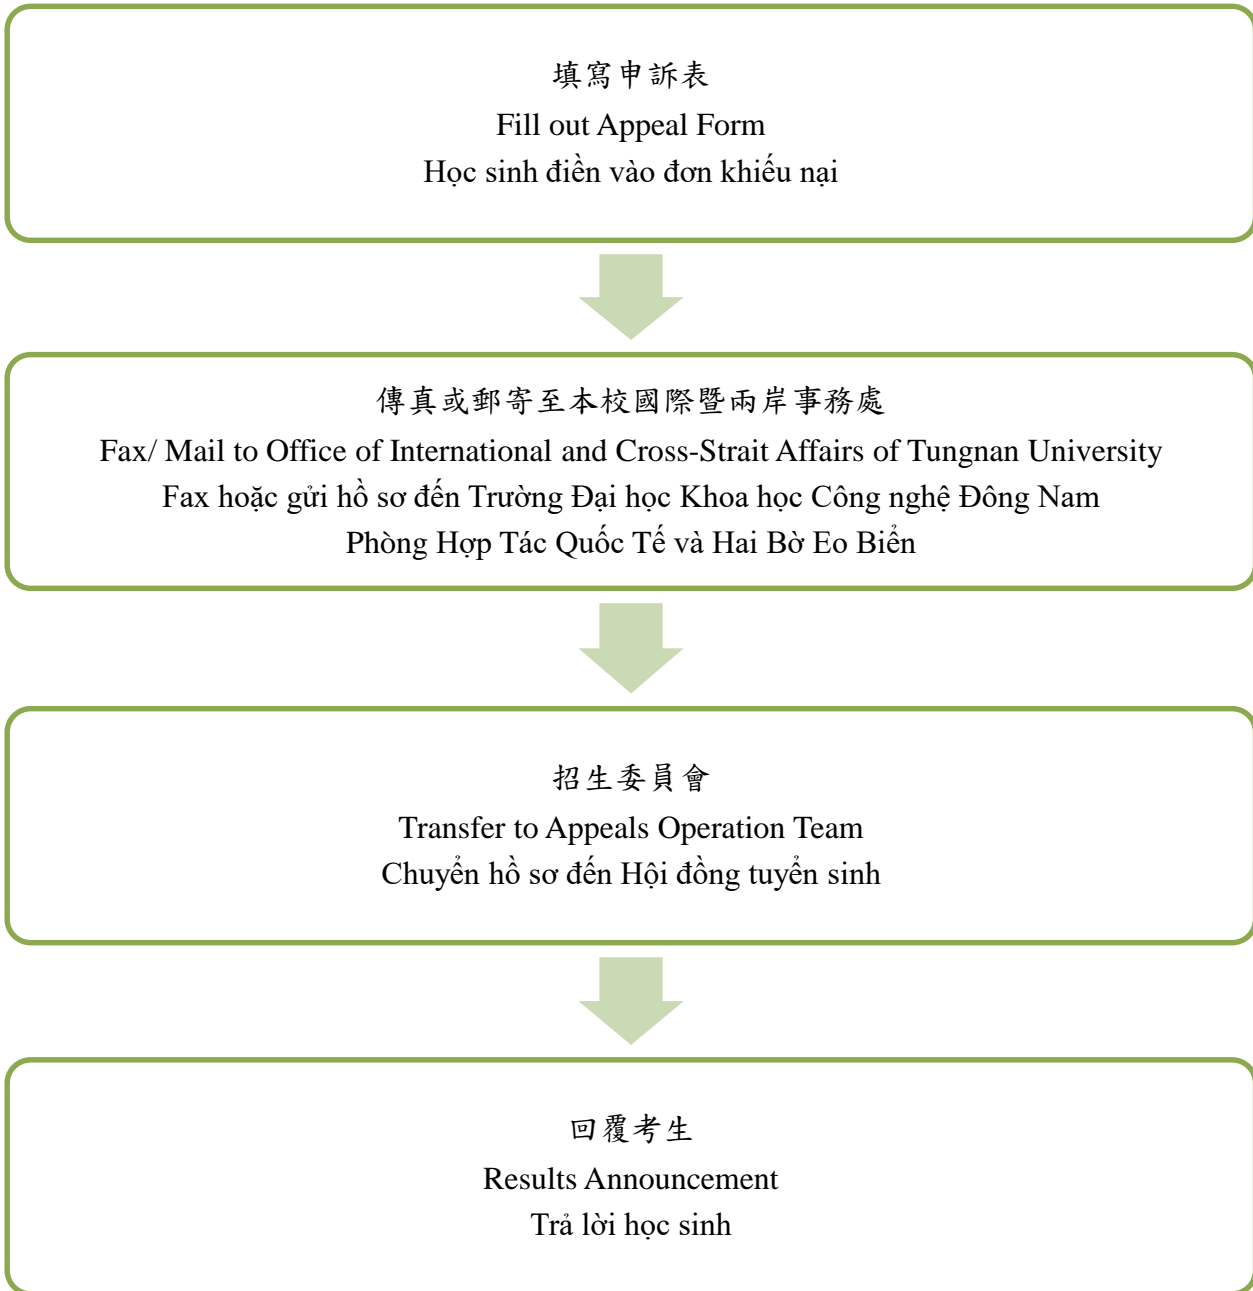 填寫申訴表
Fill out Appeal Form
Học sinh điền vào đơn khiếu nại
傳真或郵寄至本校國際暨兩岸事務處
Fax/ Mail to Office of International and Cross-Strait Affairs of Tungnan University
Fax hoặc gửi hồ sơ đến Trường Đại học Khoa học Công nghệ Đông Nam
Phòng Hợp Tác Quốc Tế và Hai Bờ Eo Biển
招生委員會
Transfer to Appeals Operation Team
Chuyển hồ sơ đến Hội đồng tuyển sinh
回覆考生
Results Announcement
Trả lời học sinh